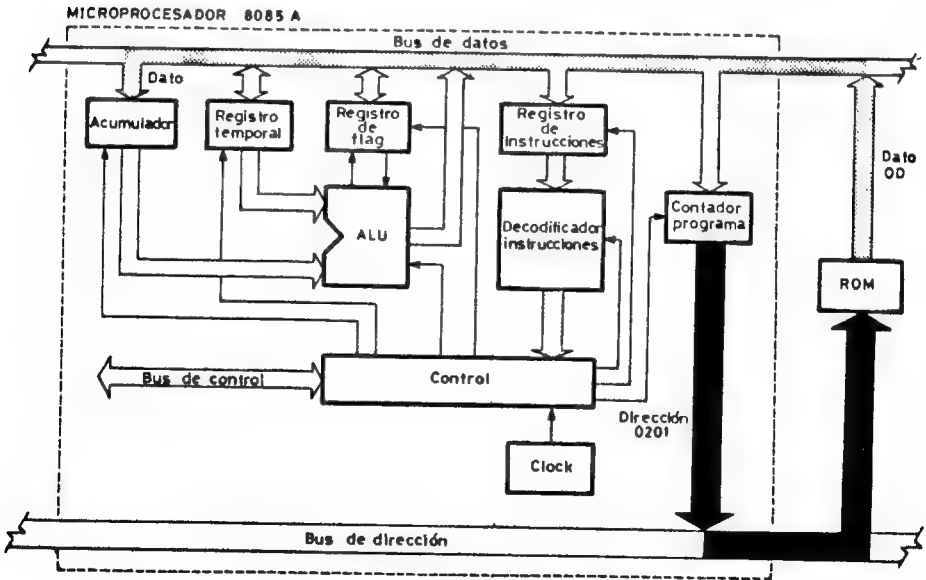 MICROPROCESADOR 8085 A
Bus de datos
Dato
Acumulador
Registro
temporal
Registro
de
flag
Registro
de
Instrucciones
Dato
OD
ALU
Decodificador
instrucciones
Contador
programa
ROM
Bus de control
Control
Dirección
0201
Clock
Bus de dirección